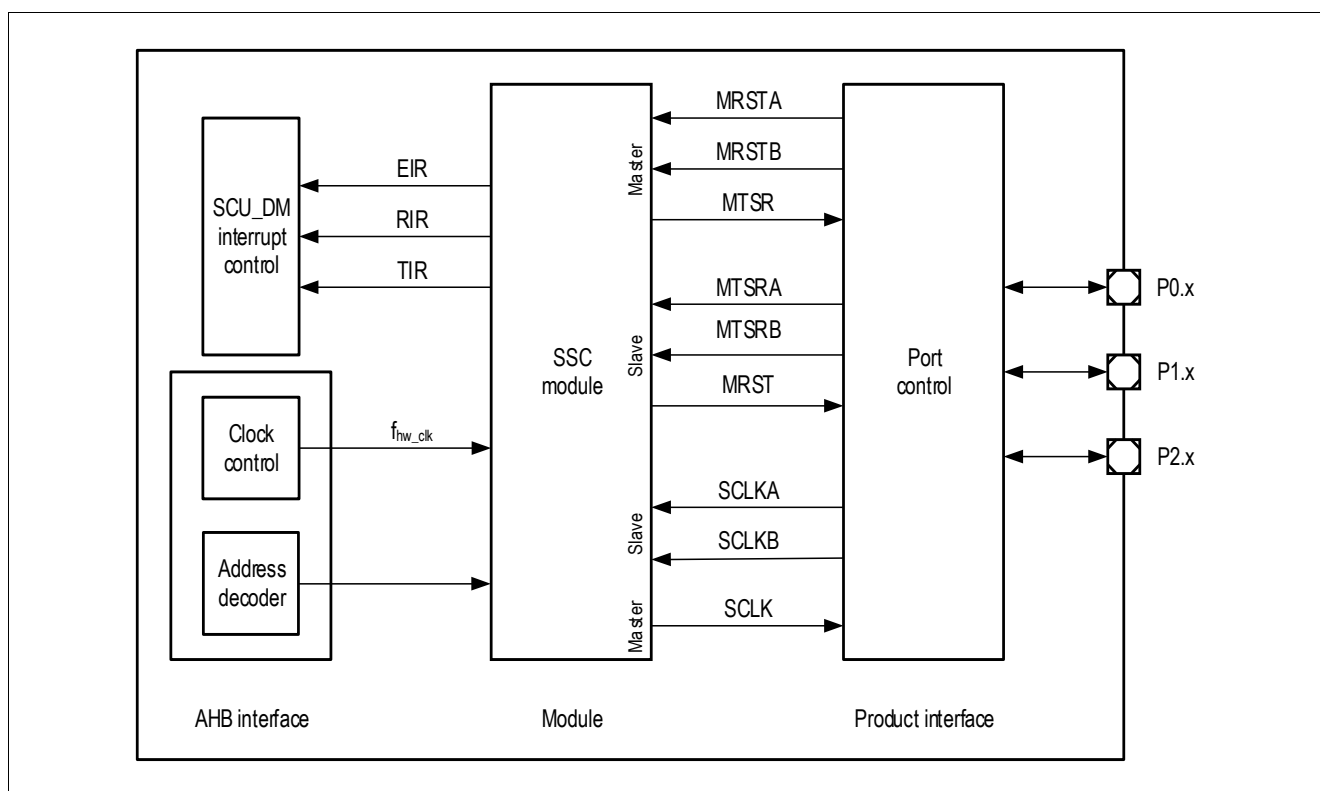 SCU_DM
interrupt
control
EIR
RIR
TIR
Clock
control
f_hw_clk
Address
decoder
SSC
module
Master
Slave
Slave
Master
MRSTA
MRSTB
MTSR
MTSRA
MTSRB
MRST
SCLKA
SCLKB
SCLK
Port
control
P0.x
P1.x
P2.x
AHB interface
Module
Product interface